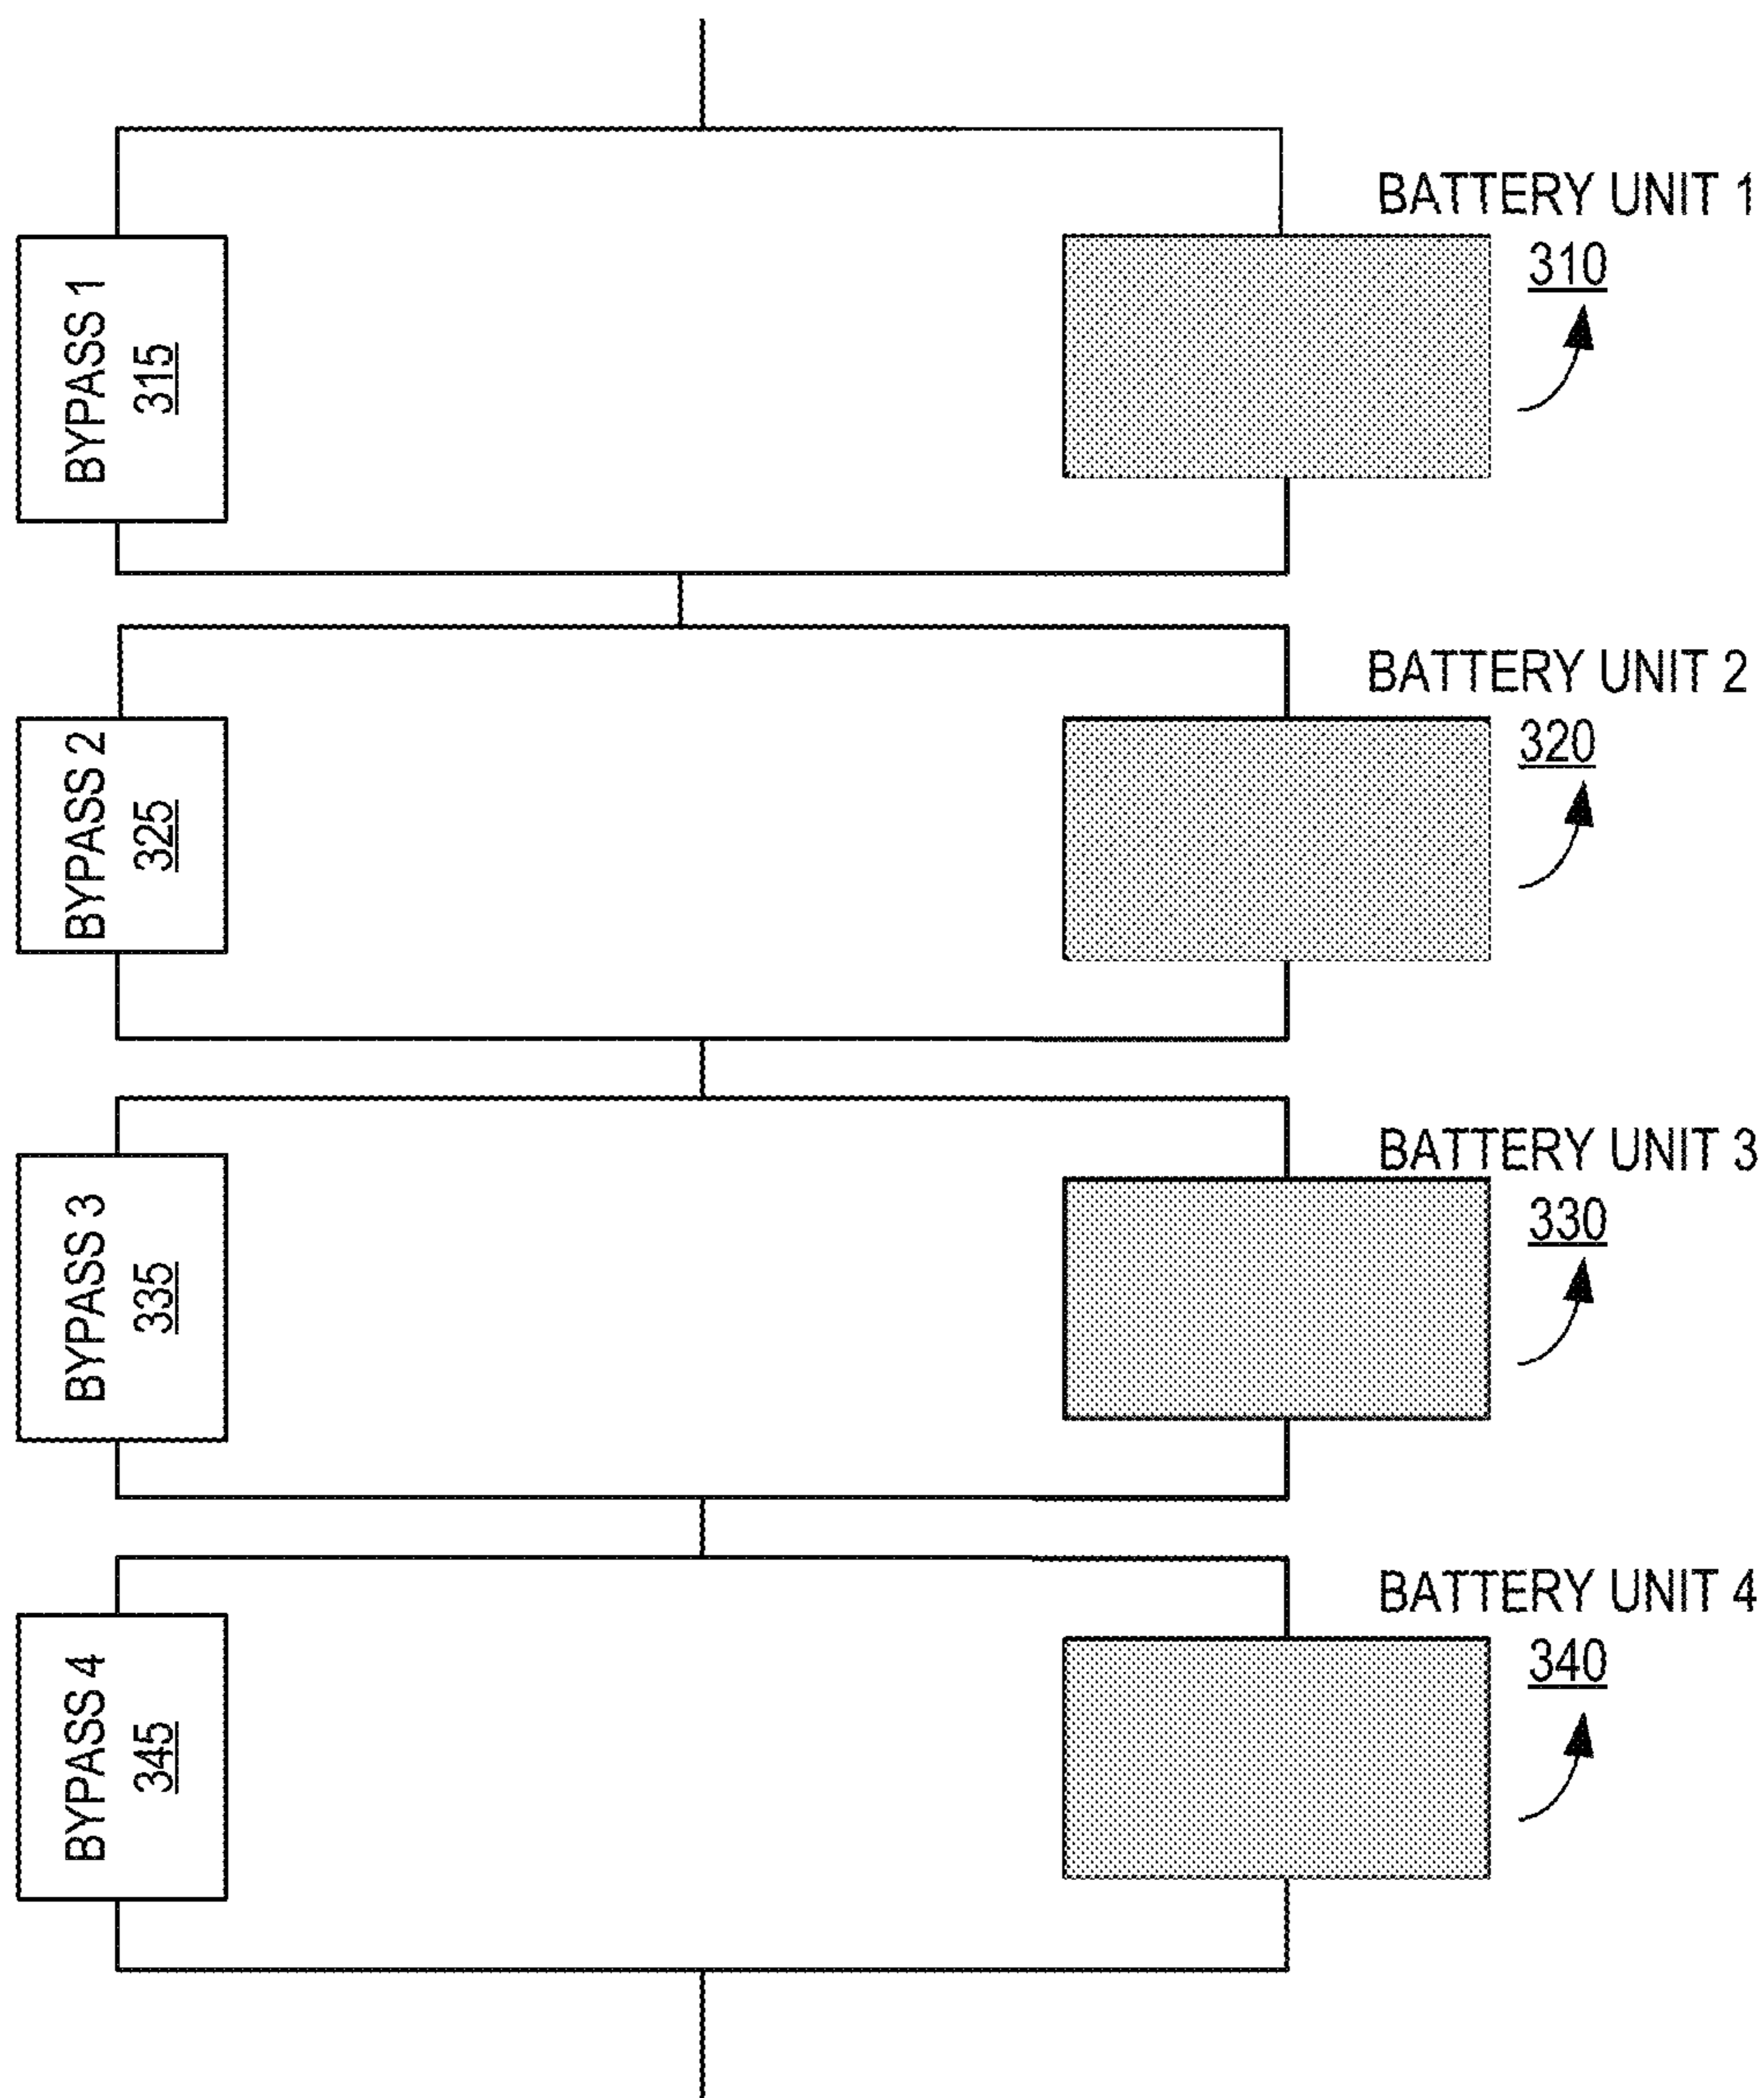 BATTERY UNIT 1
310
BYPASS 1
315
BATTERY UNIT 2
320
BYPASS 2
325
BATTERY UNIT 3
330
BYPASS 3
335
BATTERY UNIT 4
340
BYPASS 4
345